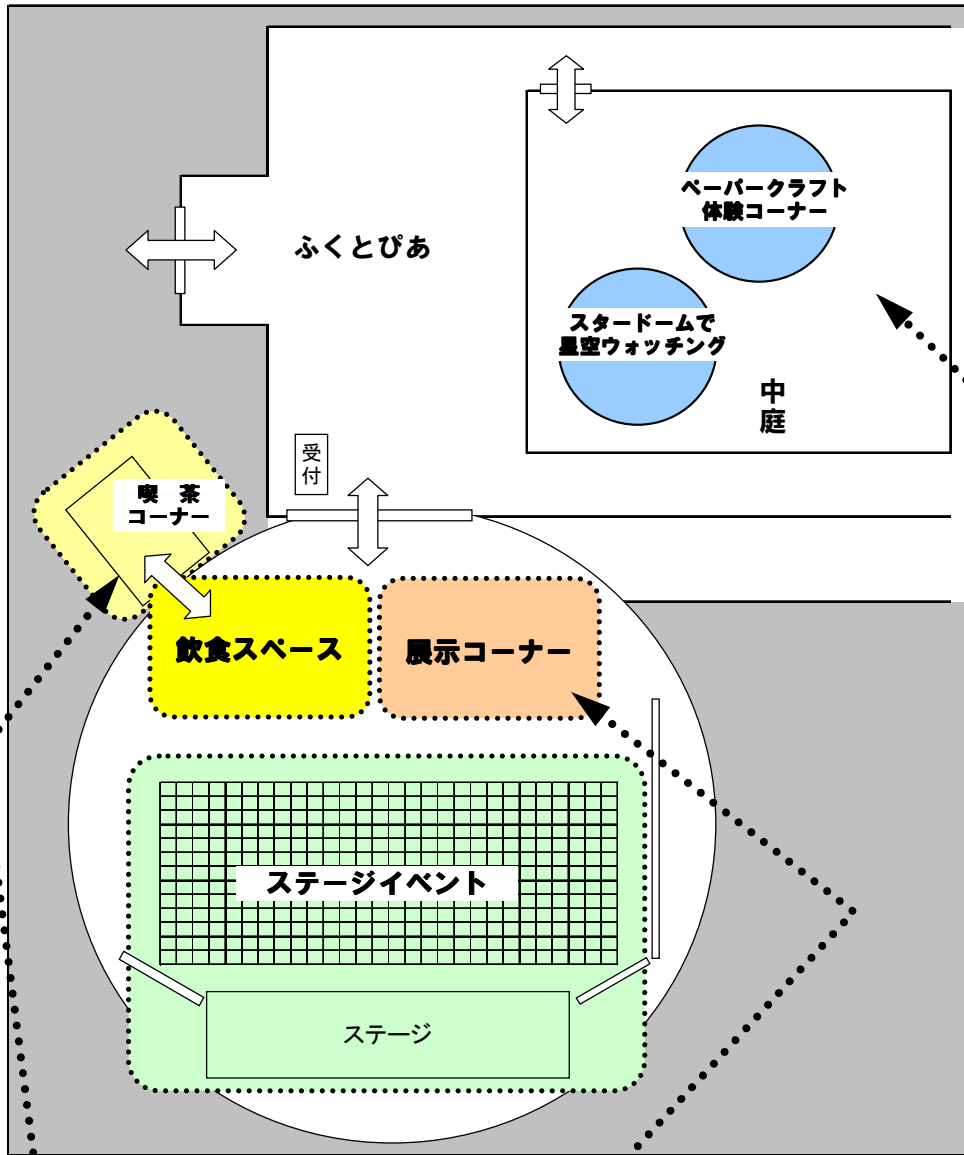 ペーパークラフト
体験コーナー
ふくとぴあ
スタードームで
星空ウォッチング
中庭
受付
喫 茶
コーナー
飲食スペース
展示コーナー
ステージイベント
ステージ